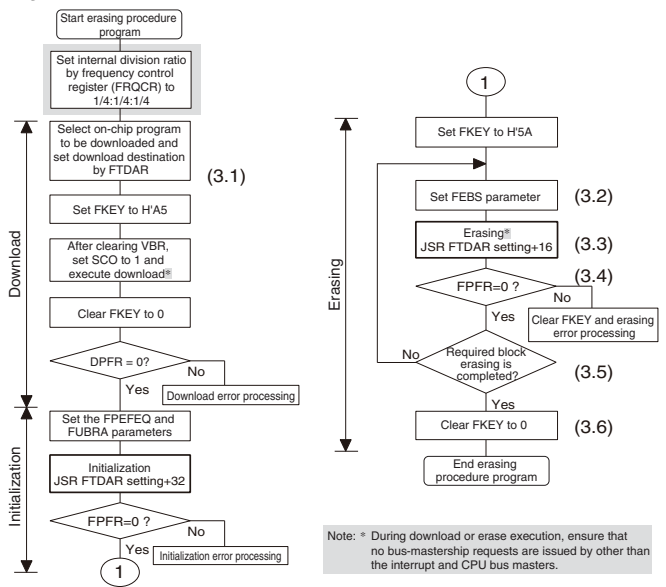 Start erasing procedure
program
Set internal division ratio
by frequency control
register (FRQCR) to
1/4:1/4:1/4
Select on-chip program
to be downloaded and
set download destination
by FTDAR
(3.1)
Set FKEY to H'A5
After clearing VBR,
set SCO to 1 and
execute download*
Clear FKEY to 0
DPFR = 0?
No
Yes
Download error processing
Download
Set the FPEFEQ and
FUBRA parameters
Initialization
JSR FTDAR setting+32
FPFR=0 ?
No
Yes
Initialization error processing
Initialization
1
1
Set FKEY to H'5A
Set FEBS parameter
(3.2)
Erasing*
JSR FTDAR setting+16
(3.3)
(3.4)
FPFR=0 ?
No
Yes
Clear FKEY and erasing
error processing
No
Required block
erasing is
completed?
(3.5)
Yes
Clear FKEY to 0
(3.6)
Erasing
End erasing
procedure program
Note: * During download or erase execution, ensure that
no bus-mastership requests are issued by other than
the interrupt and CPU bus masters.